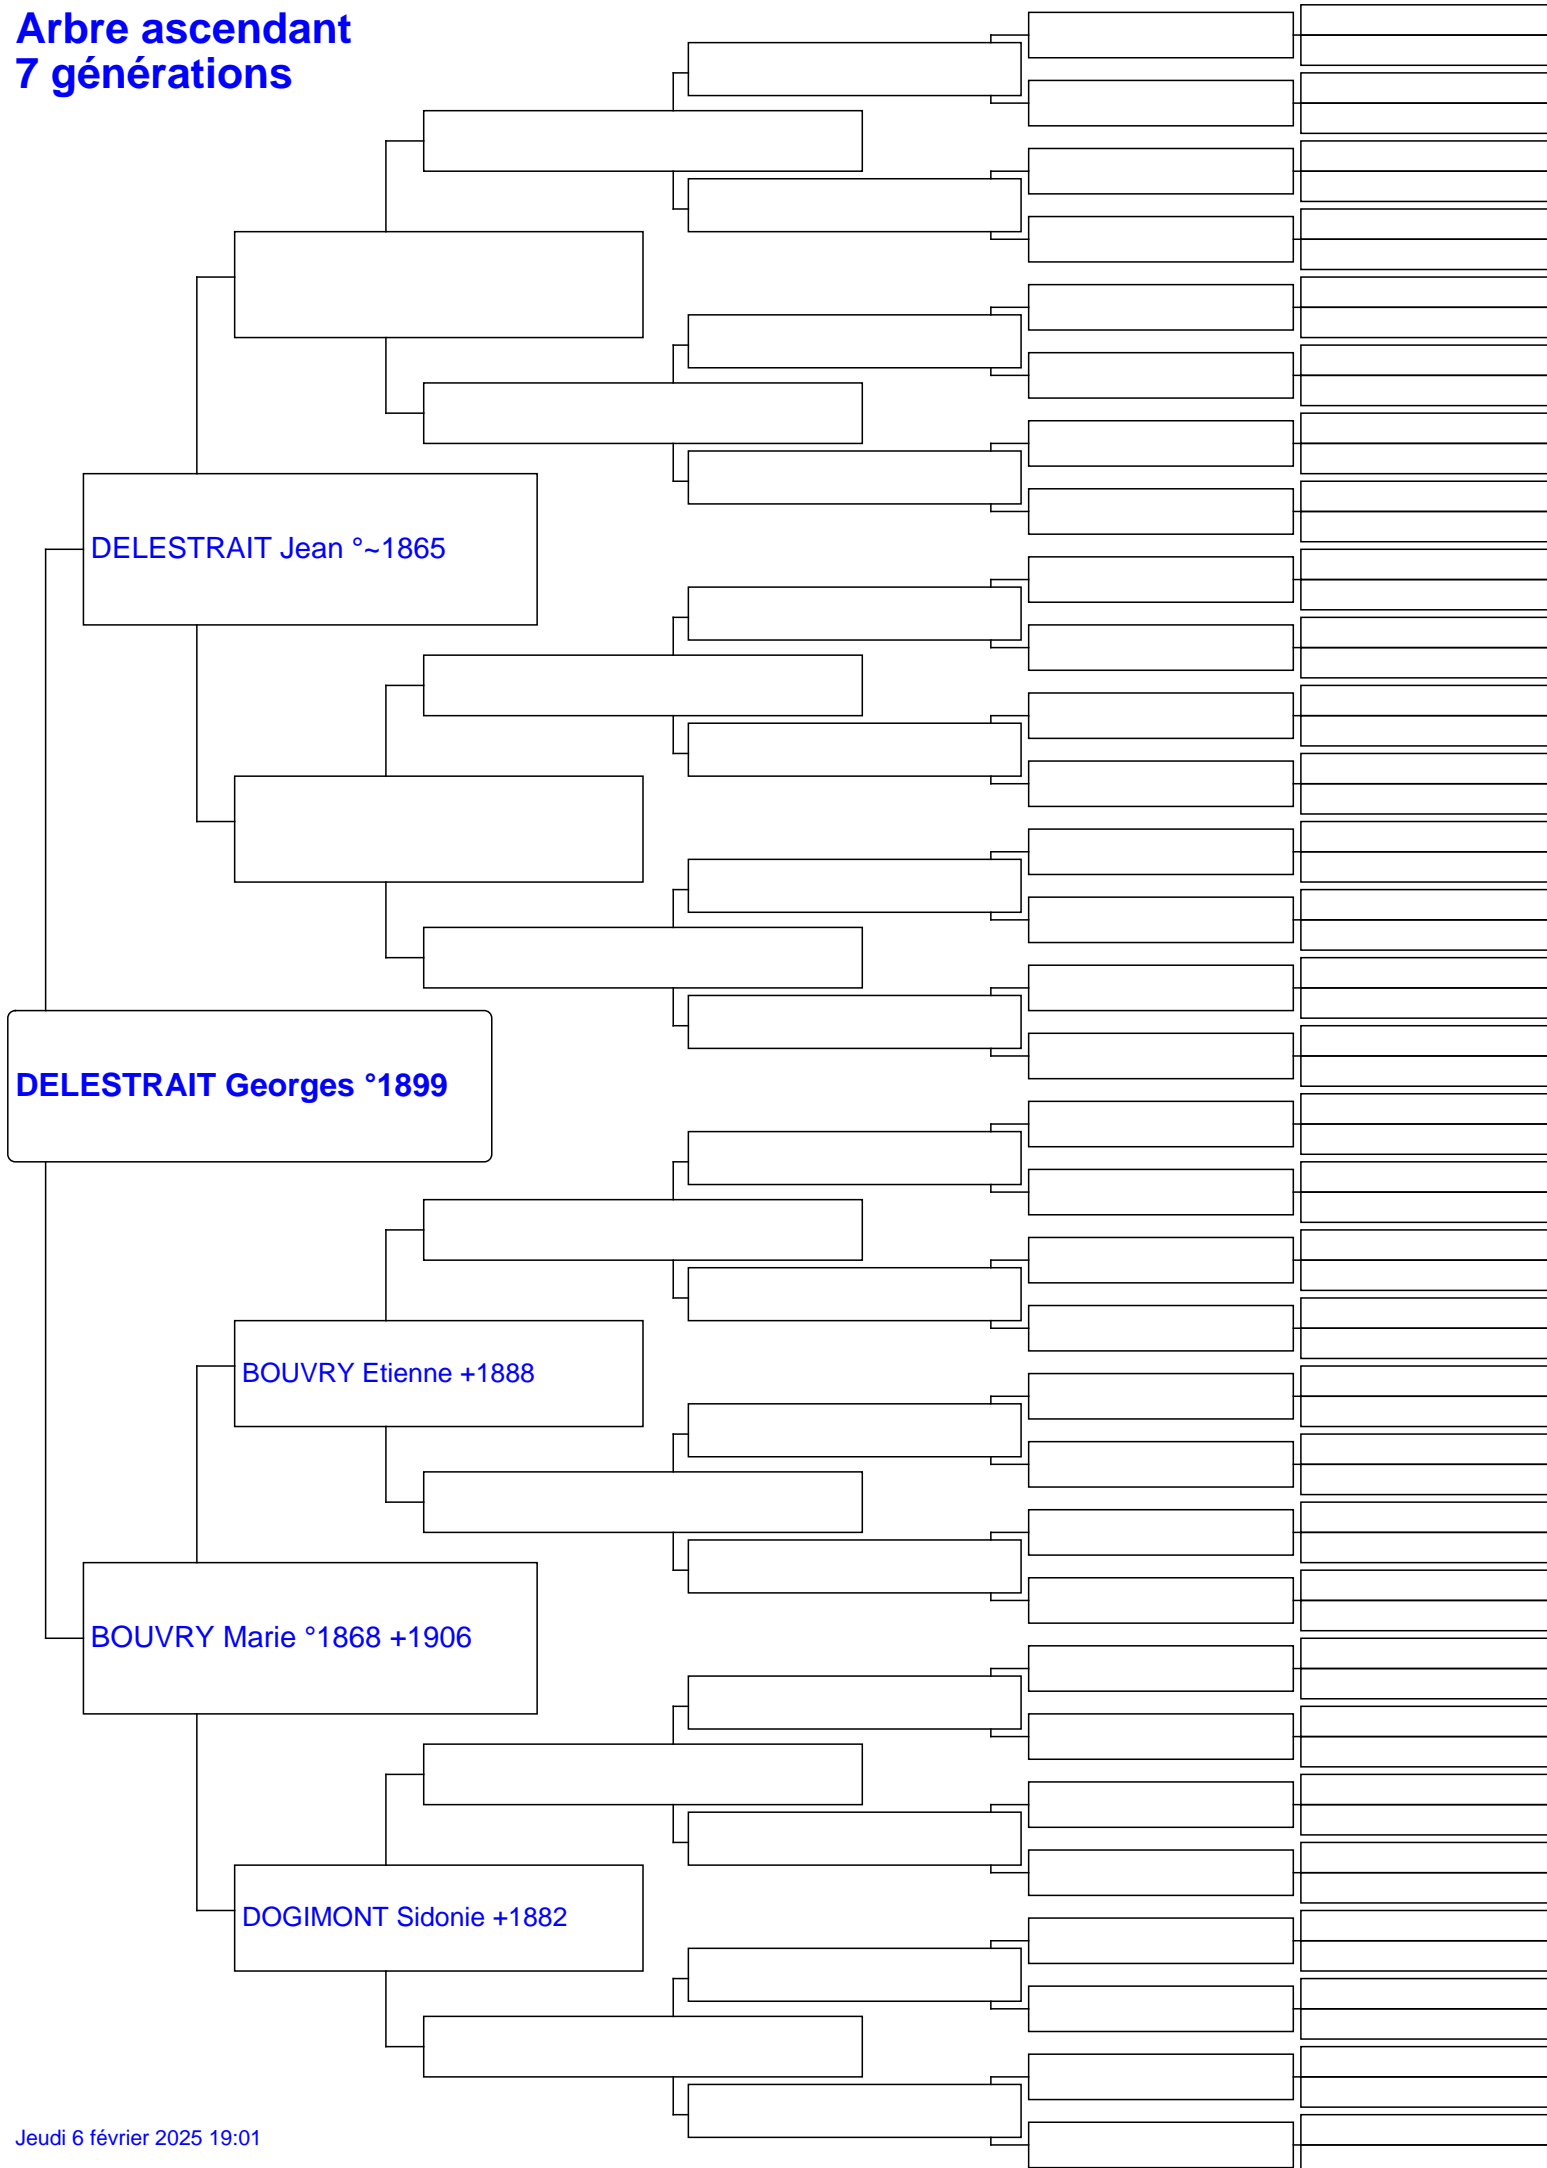 Arbre ascendant
7 générations
DELESTRAIT Jean °~1865
DELESTRAIT Georges °1899
BOUVRY Etienne +1888
BOUVRY Marie °1868 +1906
DOGIMONT Sidonie +1882
Jeudi 6 février 2025 19:01